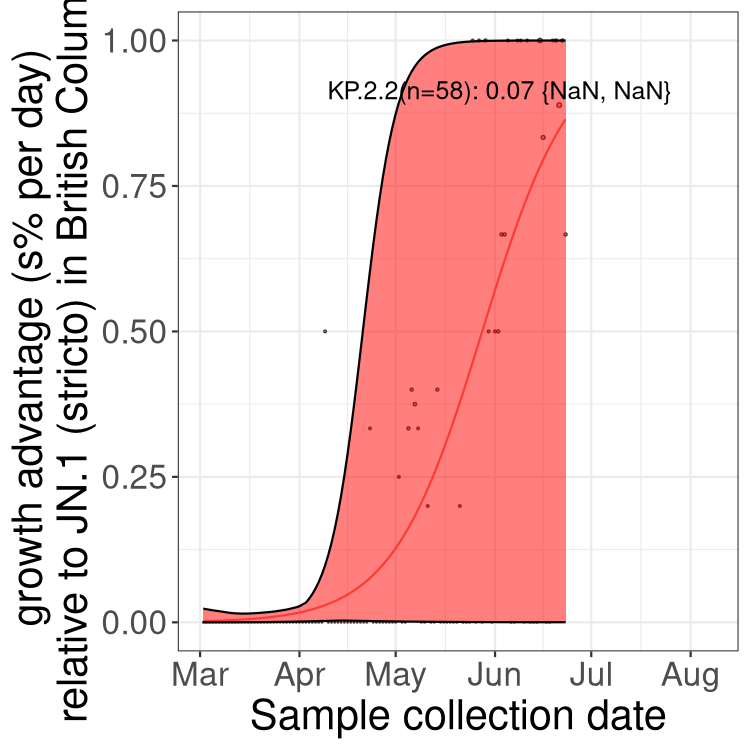 growth advantage (s% per day)
relative to JN.1 (stricto) in British Colum
1.00
0.75
0.50
0.25
0.00
KP.2.2(n=58): 0.07 {NaN, NaN}
Mar Apr May Jun Jul Aug
Sample collection date